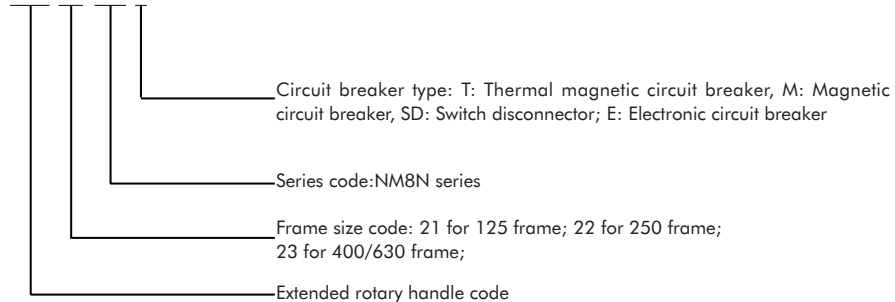 Circuit breaker type: T: Thermal magnetic circuit breaker, M: Magnetic
circuit breaker, SD: Switch disconnector; E: Electronic circuit breaker
Series code:NM8N series
Frame size code: 21 for 125 frame; 22 for 250 frame;
23 for 400/630 frame;
Extended rotary handle code